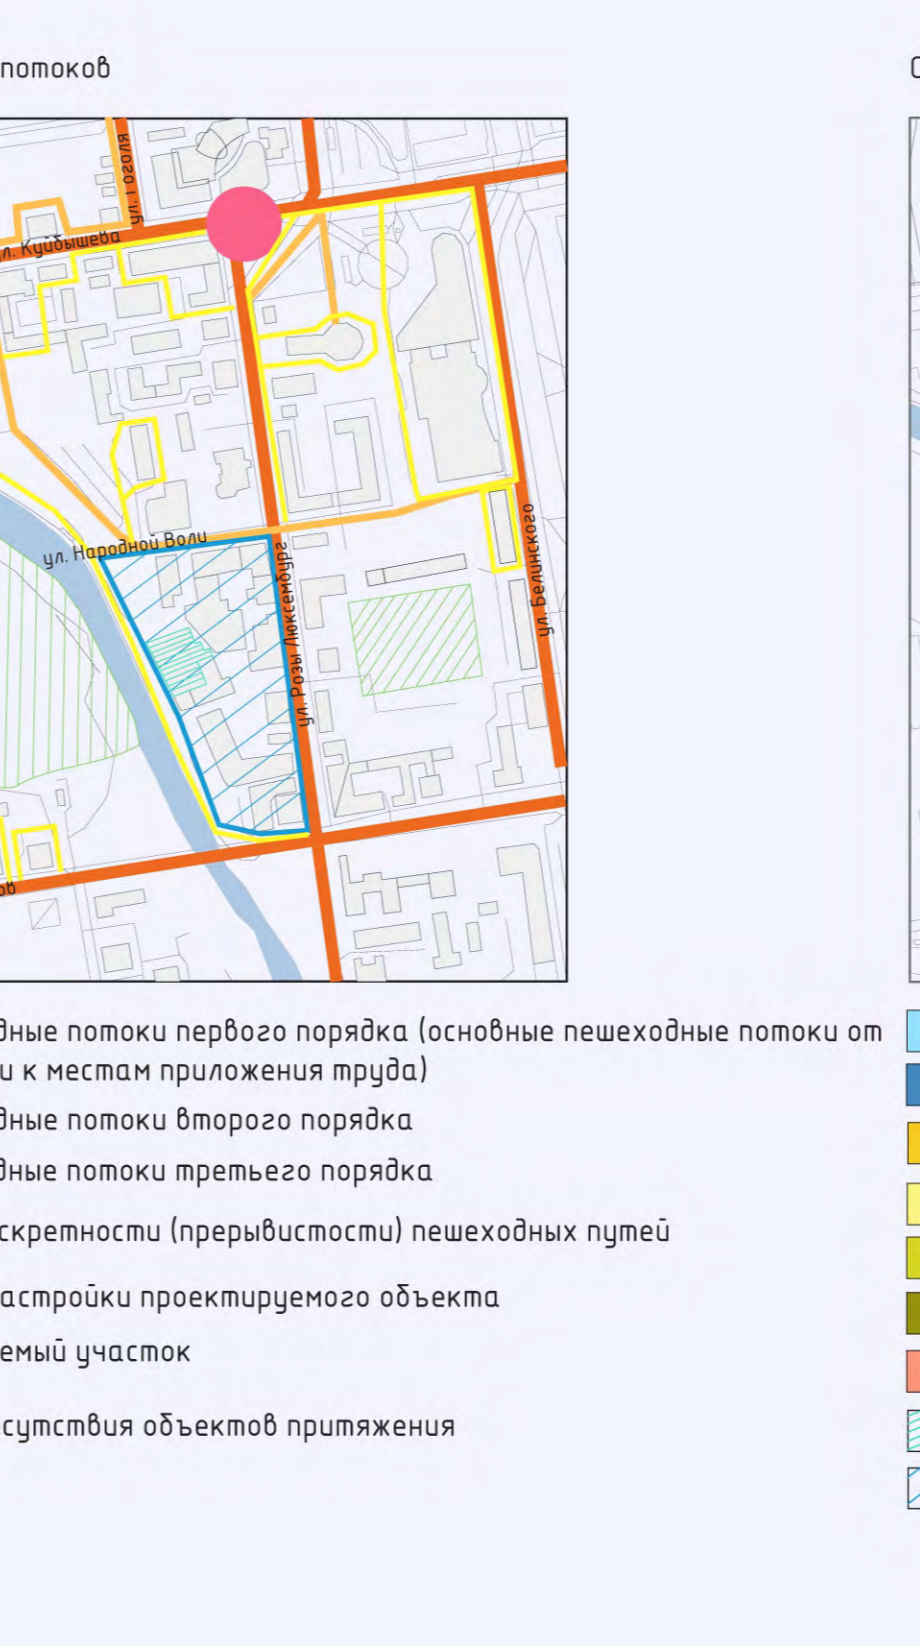 потоков
ул. Гоголя
ул. Куйбышева
ул. Народной Воли
ул. Розы Люксембург
ул. Белинского
ов
дные потоки первого порядка (основные пешеходные потоки от
и к местам приложения труда)
дные потоки второго порядка
дные потоки третьего порядка
скретности (прерывистости) пешеходных путей
астройки проектируемого объекта
емый участок
сутствия объектов притяжения